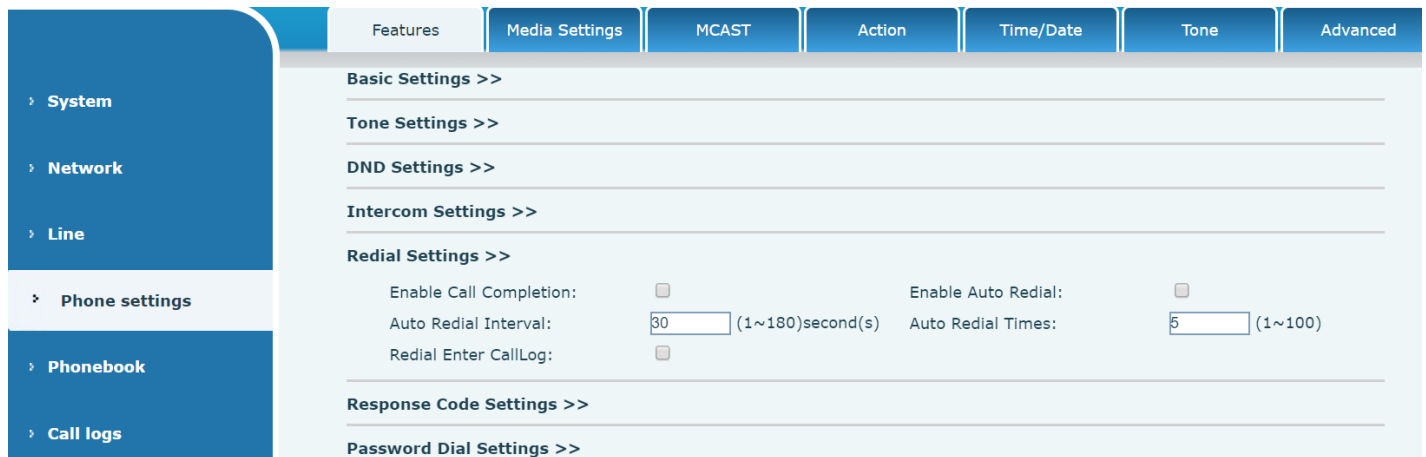 Features Media Settings MCAST Action Time/Date Tone Advanced
System
Network
Line
Phone settings
Phonebook
Call logs
Basic Settings >>
Tone Settings >>
DND Settings >>
Intercom Settings >>
Redial Settings >>
Enable Call Completion: Enable Auto Redial:
Auto Redial Interval: 30 (1~180)second(s) Auto Redial Times: 5 (1~100)
Redial Enter CallLog:
Response Code Settings >>
Password Dial Settings >>